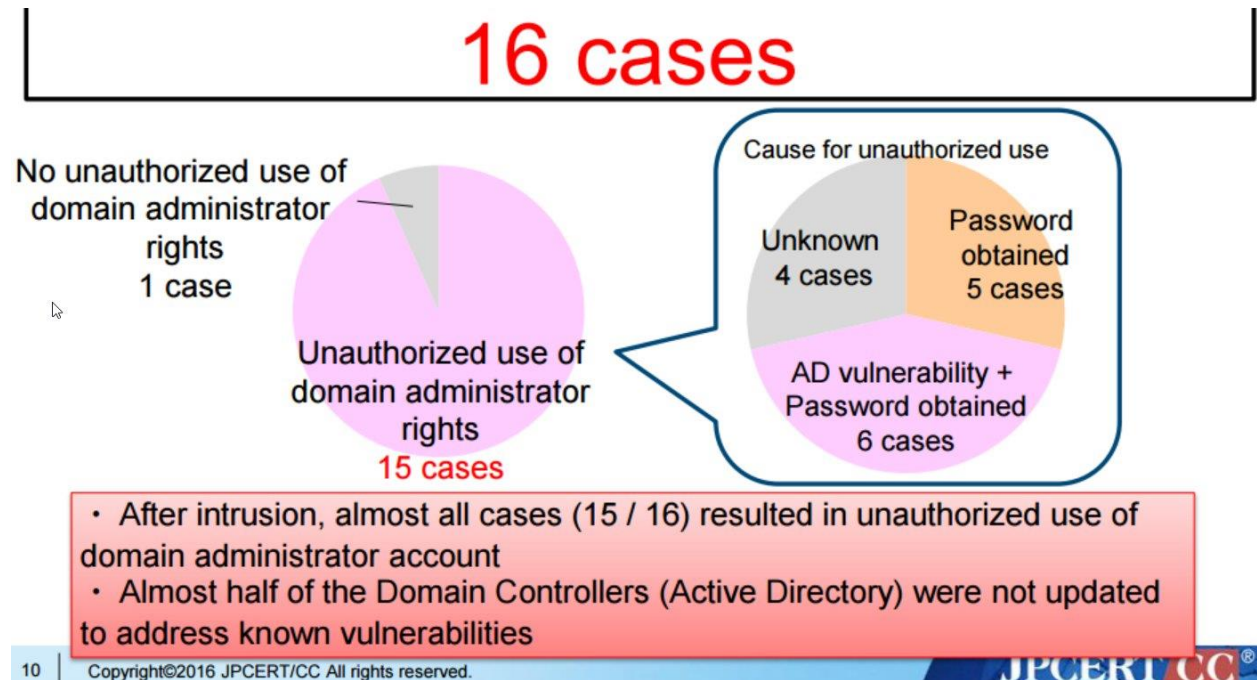 16 cases
No unauthorized use of
domain administrator
rights
1 case
Unauthorized use of
domain administrator
rights
15 cases
Cause for unauthorized use
Unknown
4 cases
Password
obtained
5 cases
AD vulnerability +
Password obtained
6 cases
・ After intrusion, almost all cases (15 / 16) resulted in unauthorized use of
domain administrator account
・ Almost half of the Domain Controllers (Active Directory) were not updated
to address known vulnerabilities
10 Copyright©2016 JPCERT/CC All rights reserved.
JPCERT CC®